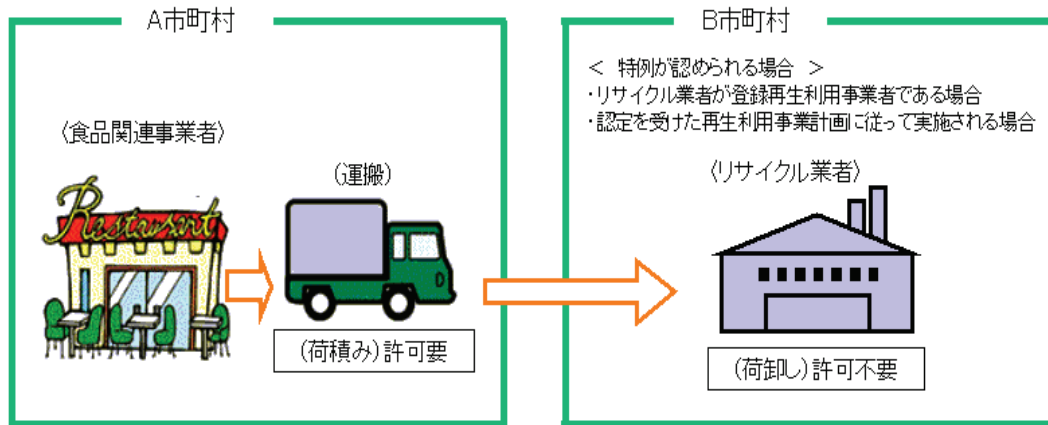 A市町村
〈食品関連事業者〉
Restaurant
(運搬)
D
(荷積み)許可要
B市町村
＜ 特例が認められる場合 ＞
・リサイクル業者が登録再生利用事業者である場合
・認定を受けた再生利用事業計画に従って実施される場合
〈リサイクル業者〉
(荷卸し)許可不要